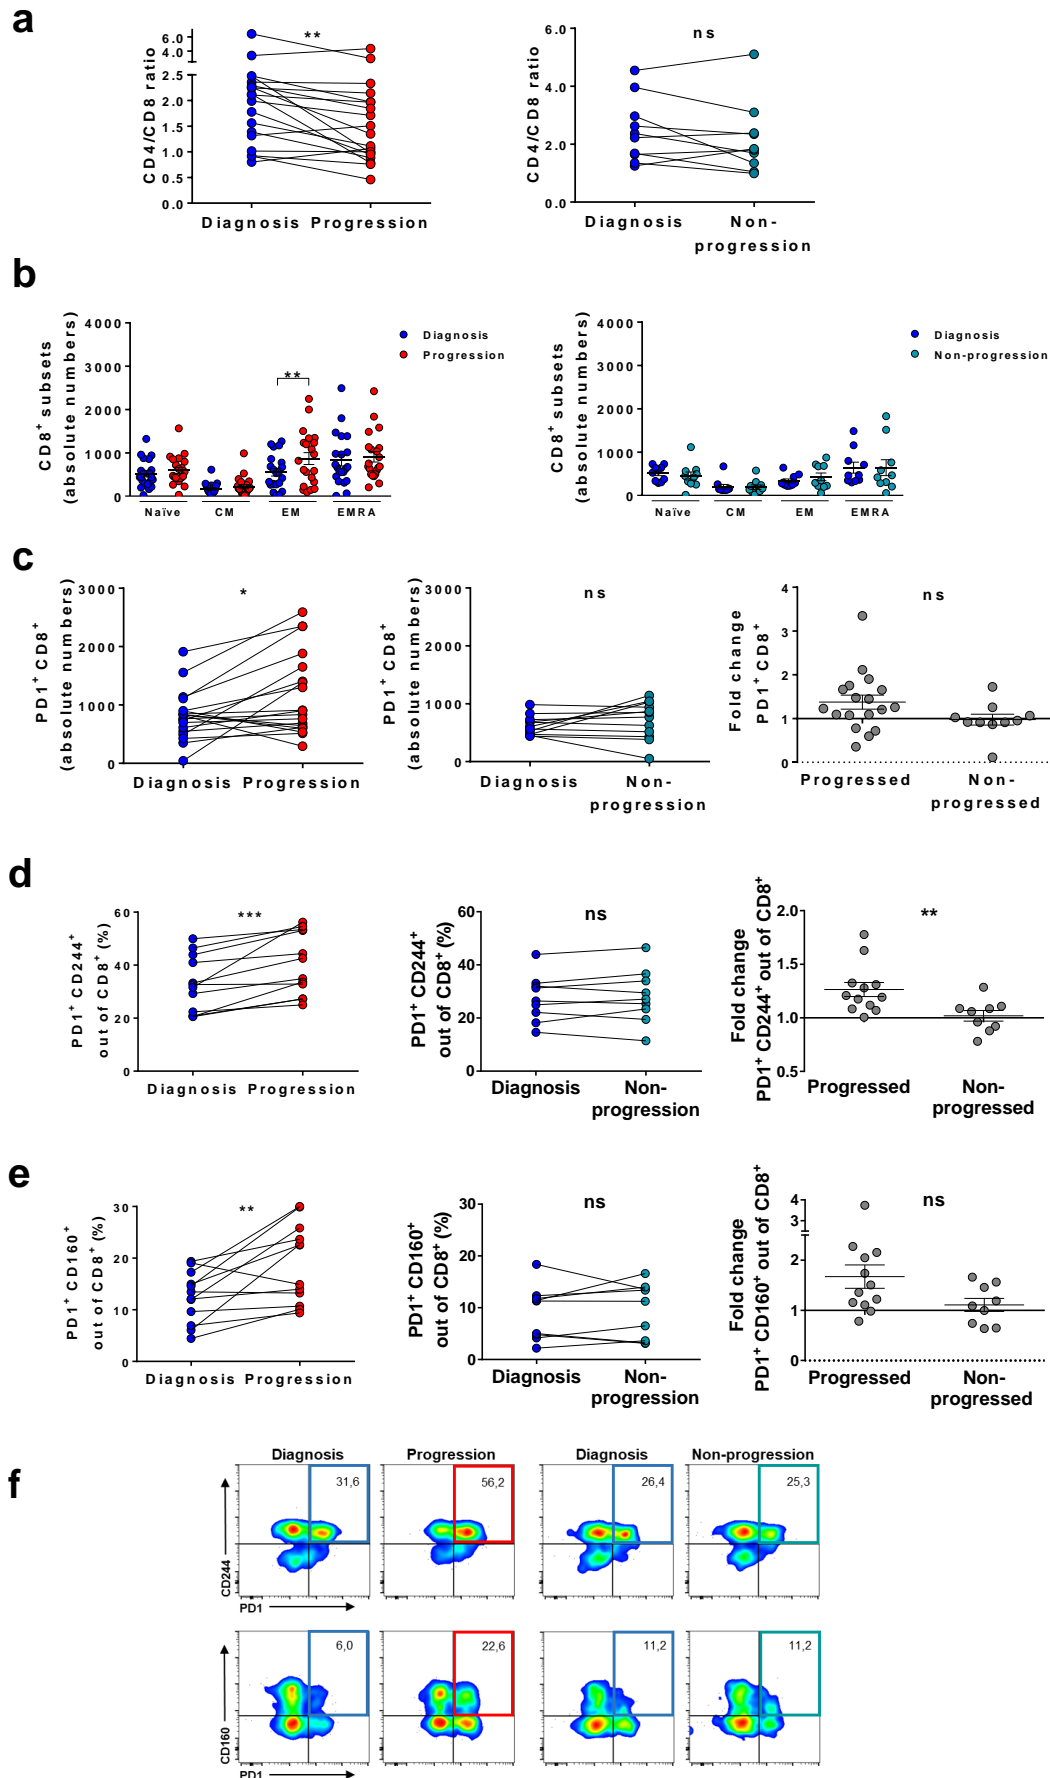 a
CD4/CD8 ratio
6.0
4.0
2.5
2.0
1.5
1.0
0.5
0.0
**
Diagnosis Progression
CD4/CD8 ratio
6.0
4.0
2.0
0.0
ns
Diagnosis
Non-
progression
b
CD8+ subsets
(absolute numbers)
4000
3000
2000
1000
0
**
Naïve CM EM EMRA
Diagnosis
Progression
CD8+ subsets
(absolute numbers)
4000
3000
2000
1000
0
Naïve CM EM EMRA
Diagnosis
Non-progression
c
PD1+ CD8+
(absolute numbers)
3000
2000
1000
0
*
Diagnosis Progression
PD1+ CD8+
(absolute numbers)
3000
2000
1000
0
ns
Diagnosis
Non-
progression
Fold change
PD1+ CD8+
4
3
2
1
0
ns
Progressed
Non-
progressed
d
PD1+ CD244+
out of CD8+ (%)
60
40
20
0
***
Diagnosis Progression
PD1+ CD244+
out of CD8+ (%)
60
40
20
0
ns
Diagnosis
Non-
progression
Fold change
PD1+ CD244+ out of CD8+
2.0
1.5
1.0
0.5
**
Progressed
Non-
progressed
e
PD1+ CD160+
out of CD8+ (%)
30
20
10
0
**
Diagnosis Progression
PD1+ CD160+
out of CD8+ (%)
30
20
10
0
ns
Diagnosis
Non-
progression
Fold change
PD1+ CD160+ out of CD8+
4
3
2
1
0
ns
Progressed
Non-
progressed
f
Diagnosis Progression Diagnosis Non-progression
31,6 56,2 26,4 25,3
CD244
PD1
6,0 22,6 11,2 11,2
CD160
PD1